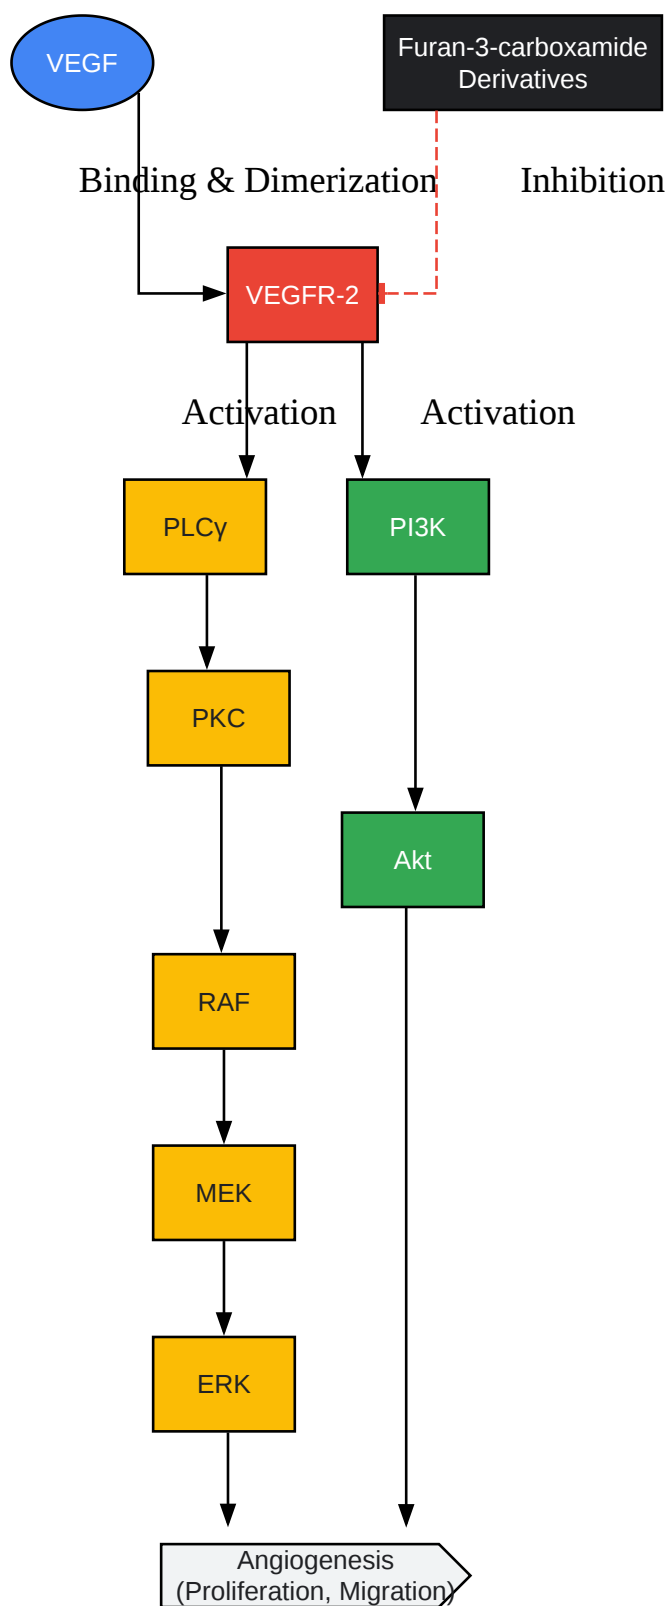 VEGF
Furan-3-carboxamide
Derivatives
Binding & Dimerization
Inhibition
VEGFR-2
Activation
Activation
PLCγ
PI3K
PKC
Akt
RAF
MEK
ERK
Angiogenesis
(Proliferation, Migration)